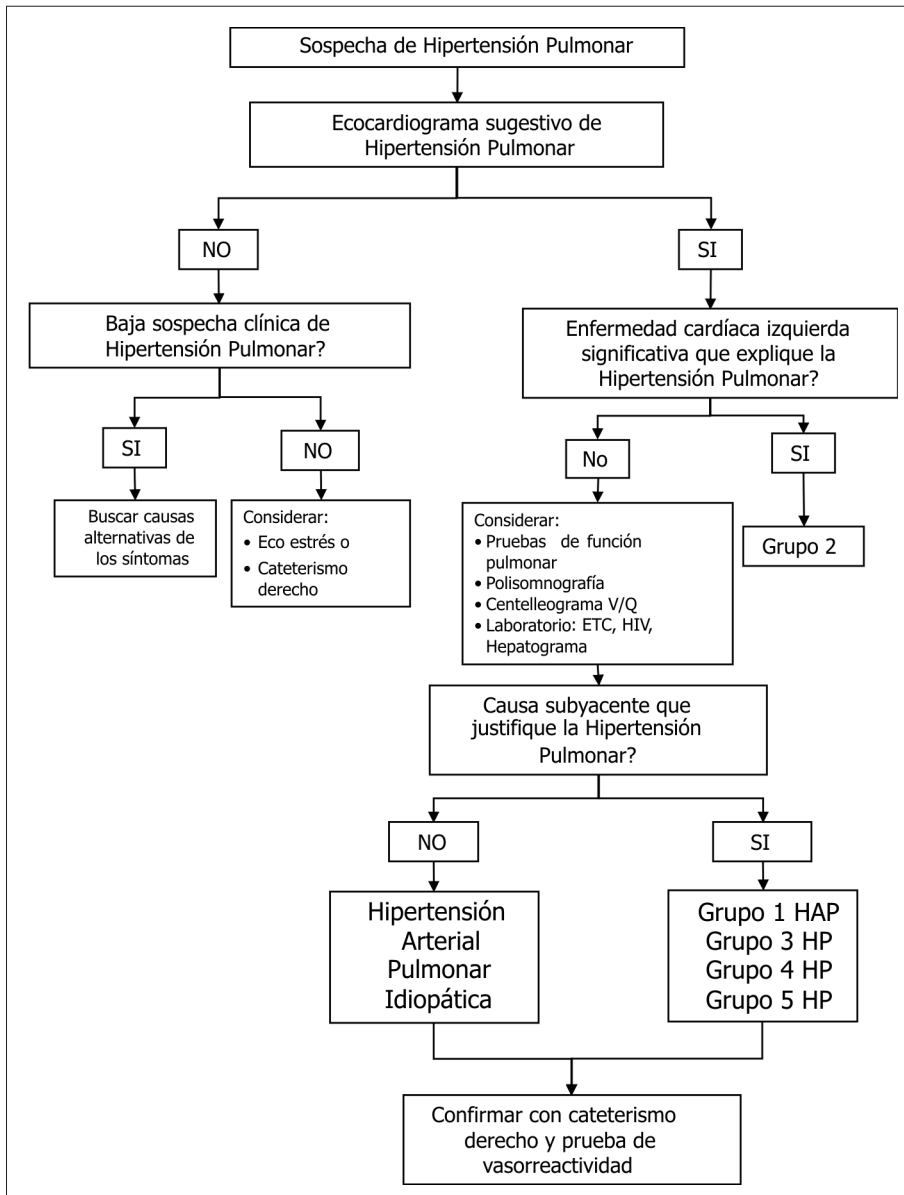 Sospecha de Hipertensión Pulmonar
Ecocardiograma sugestivo de
Hipertensión Pulmonar
NO
SI
Baja sospecha clínica de
Hipertensión Pulmonar?
Enfermedad cardíaca izquierda
significativa que explique la
Hipertensión Pulmonar?
SI
NO
No
SI
Buscar causas
alternativas de
los síntomas
Considerar:
• Eco estrés o
• Cateterismo
derecho
Considerar:
• Pruebas de función
pulmonar
• Polisomnografía
• Centelleograma V/Q
• Laboratorio: ETC, HIV,
Hepatograma
Grupo 2
Causa subyacente que
justifique la Hipertensión
Pulmonar?
NO
SI
Hipertensión
Arterial
Pulmonar
Idiopática
Grupo 1 HAP
Grupo 3 HP
Grupo 4 HP
Grupo 5 HP
Confirmar con cateterismo
derecho y prueba de
vasorreactividad